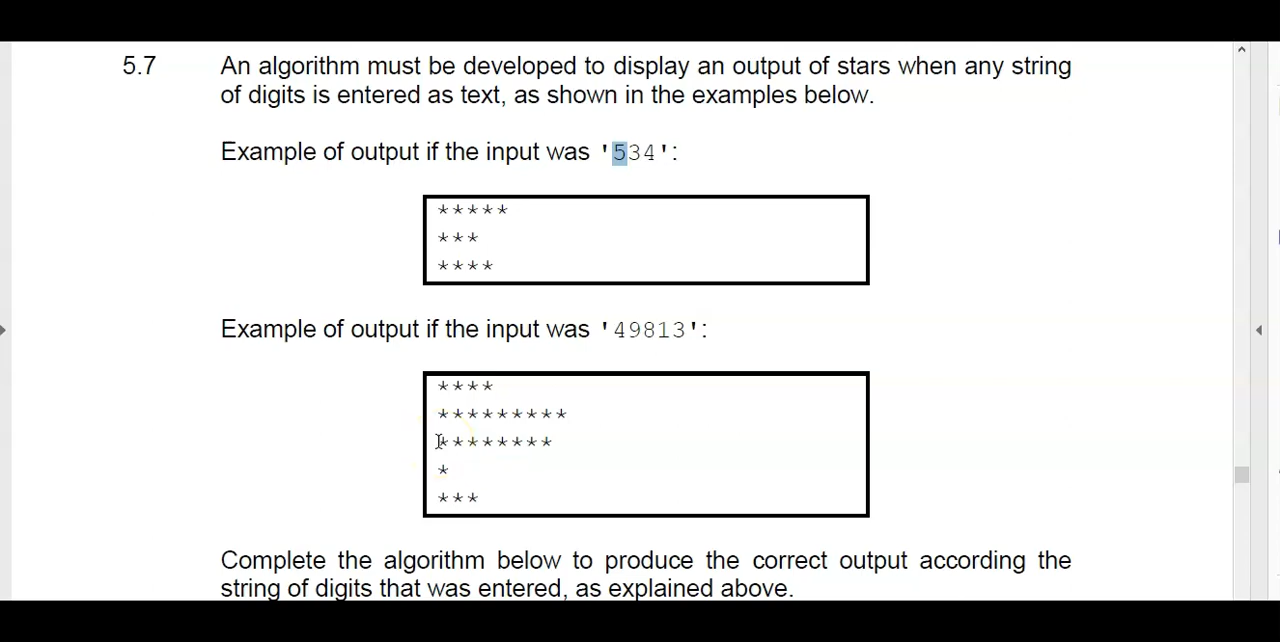 5.7 An algorithm must be developed to display an output of stars when any string
of digits is entered as text, as shown in the examples below.
Example of output if the input was '534':
*****
***
****
Example of output if the input was '49813':
****
*********
********
*
***
Complete the algorithm below to produce the correct output according the
string of digits that was entered, as explained above.